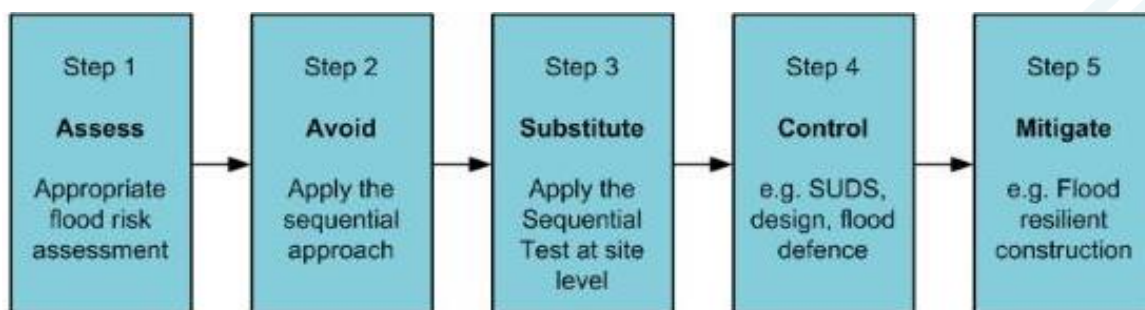 Step 1
Assess
Appropriate
flood risk
assessment
Step 2
Avoid
Apply the
sequential
approach
Step 3
Substitute
Apply the
Sequential
Test at site
level
Step 4
Control
e.g. SUDS,
design, flood
defence
Step 5
Mitigate
e.g. Flood
resilient
construction